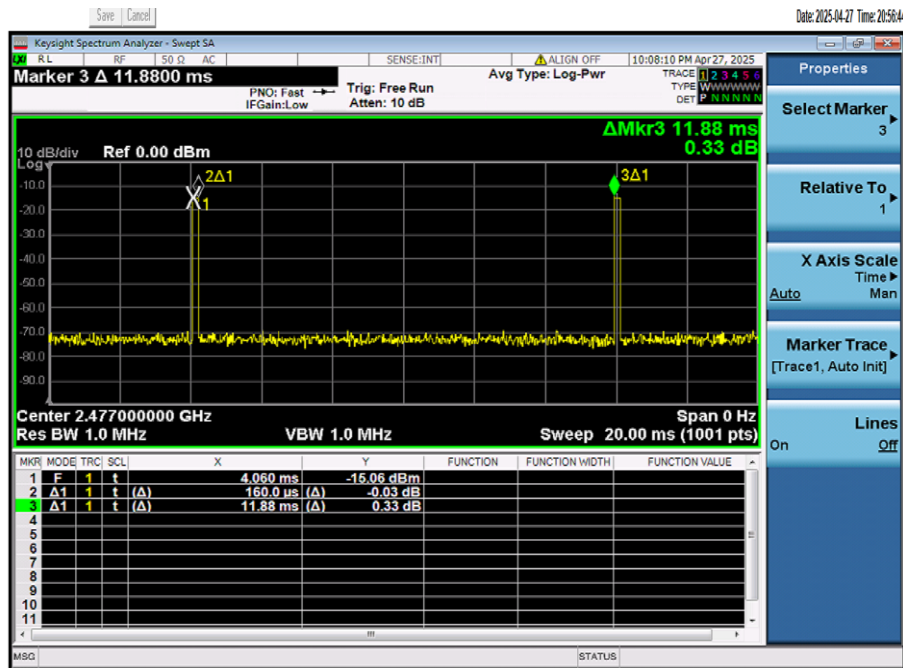 Save Cancel
Date: 2025-04-27 Time: 20:56:4
Keysight Spectrum Analyzer - Swept SA
LXI RL RF 50 Ω AC SENSE:INT ALIGN OFF 10:08:10 PM Apr 27, 2025
Marker 3 Δ 11.8800 ms
PNO: Fast
IFGain:Low
Trig: Free Run
Atten: 10 dB
Avg Type: Log-Pwr
TRACE 1 2 3 4 5 6
TYPE WWWWWW
DET P N N N N N
ΔMkr3 11.88 ms
0.33 dB
10 dB/div Ref 0.00 dBm
Log
-10.0
-20.0
-30.0
-40.0
-50.0
-60.0
-70.0
-80.0
-90.0
2Δ1
1
3Δ1
Center 2.477000000 GHz Span 0 Hz
Res BW 1.0 MHz VBW 1.0 MHz Sweep 20.00 ms (1001 pts)
MKR MODE TRC SCL X Y FUNCTION FUNCTION WIDTH FUNCTION VALUE
1 F 1 t 4.060 ms -15.06 dBm
2 Δ1 1 t (Δ) 160.0 µs (Δ) -0.03 dB
3 Δ1 1 t (Δ) 11.88 ms (Δ) 0.33 dB
4
5
6
7
8
9
10
11
MSG STATUS
Properties
Select Marker
3
Relative To
1
X Axis Scale
Time
Auto Man
Marker Trace
[Trace1, Auto Init]
Lines
On Off